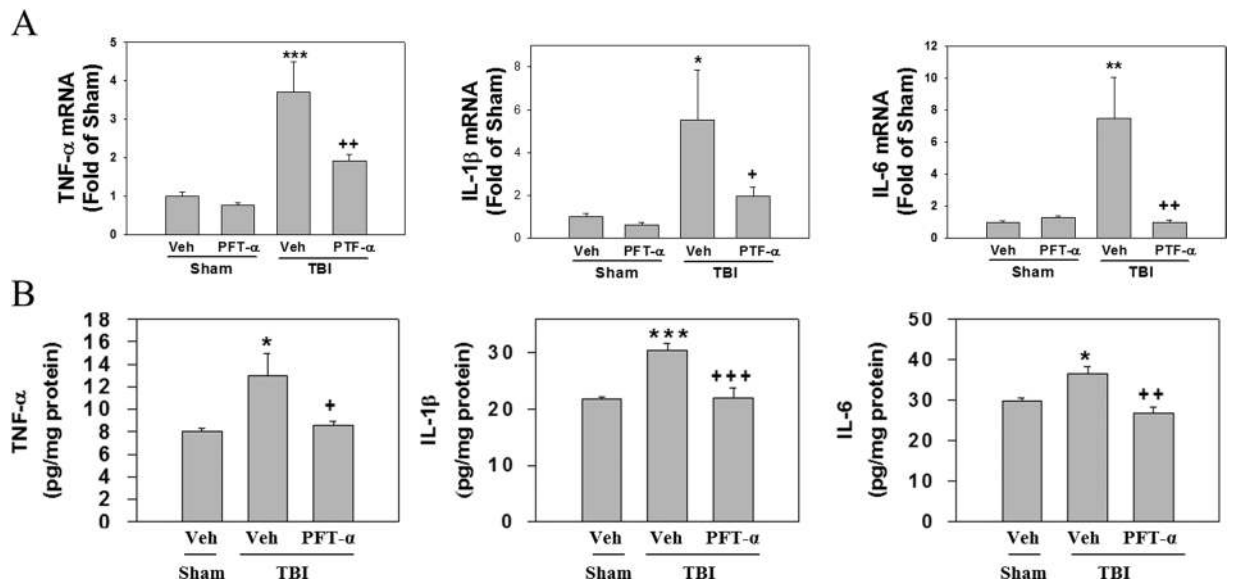 A
TNF-α mRNA
(Fold of Sham)
5
4
3
2
1
0
***
++
Veh PFT-α Veh PTF-α
Sham TBI
IL-1β mRNA
(Fold of Sham)
8
6
4
2
0
*
+
Veh PFT-α Veh PTF-α
Sham TBI
IL-6 mRNA
(Fold of Sham)
12
10
8
6
4
2
0
**
++
Veh PFT-α Veh PTF-α
Sham TBI
B
TNF-α
(pg/mg protein)
18
16
14
12
10
8
6
4
2
0
*
+
Veh Veh PFT-α
Sham TBI
IL-1β
(pg/mg protein)
30
20
10
0
***
+++
Veh Veh PFT-α
Sham TBI
IL-6
(pg/mg protein)
50
40
30
20
10
0
*
++
Veh Veh PFT-α
Sham TBI